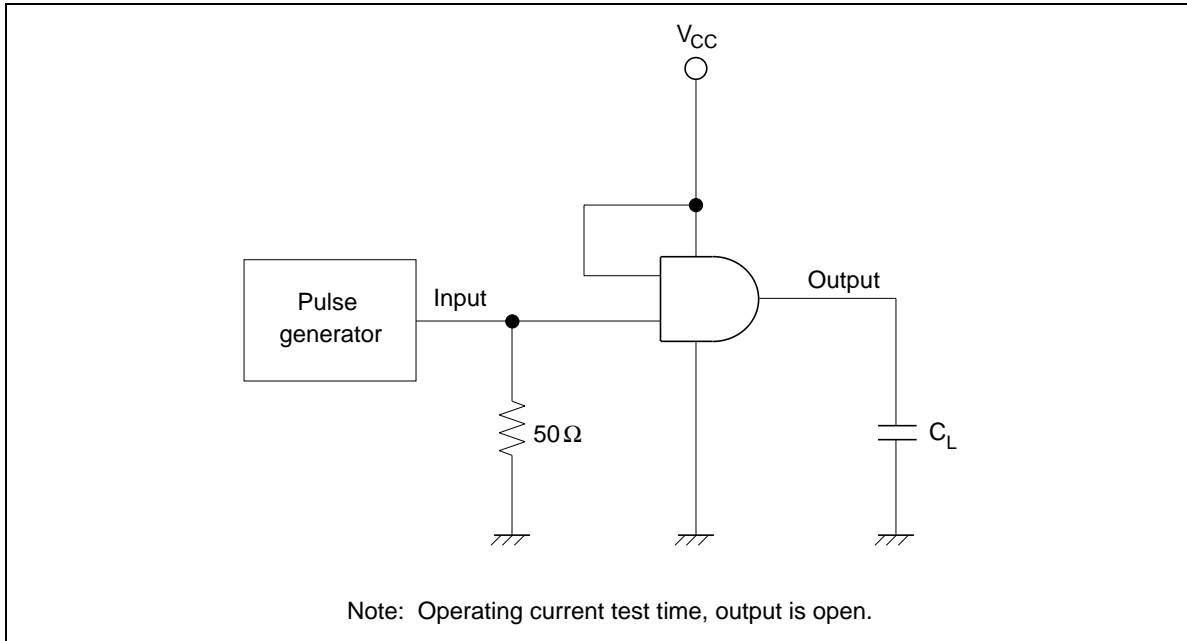 VCC
Pulse
generator
Input
Output
50Ω
CL
Note: Operating current test time, output is open.